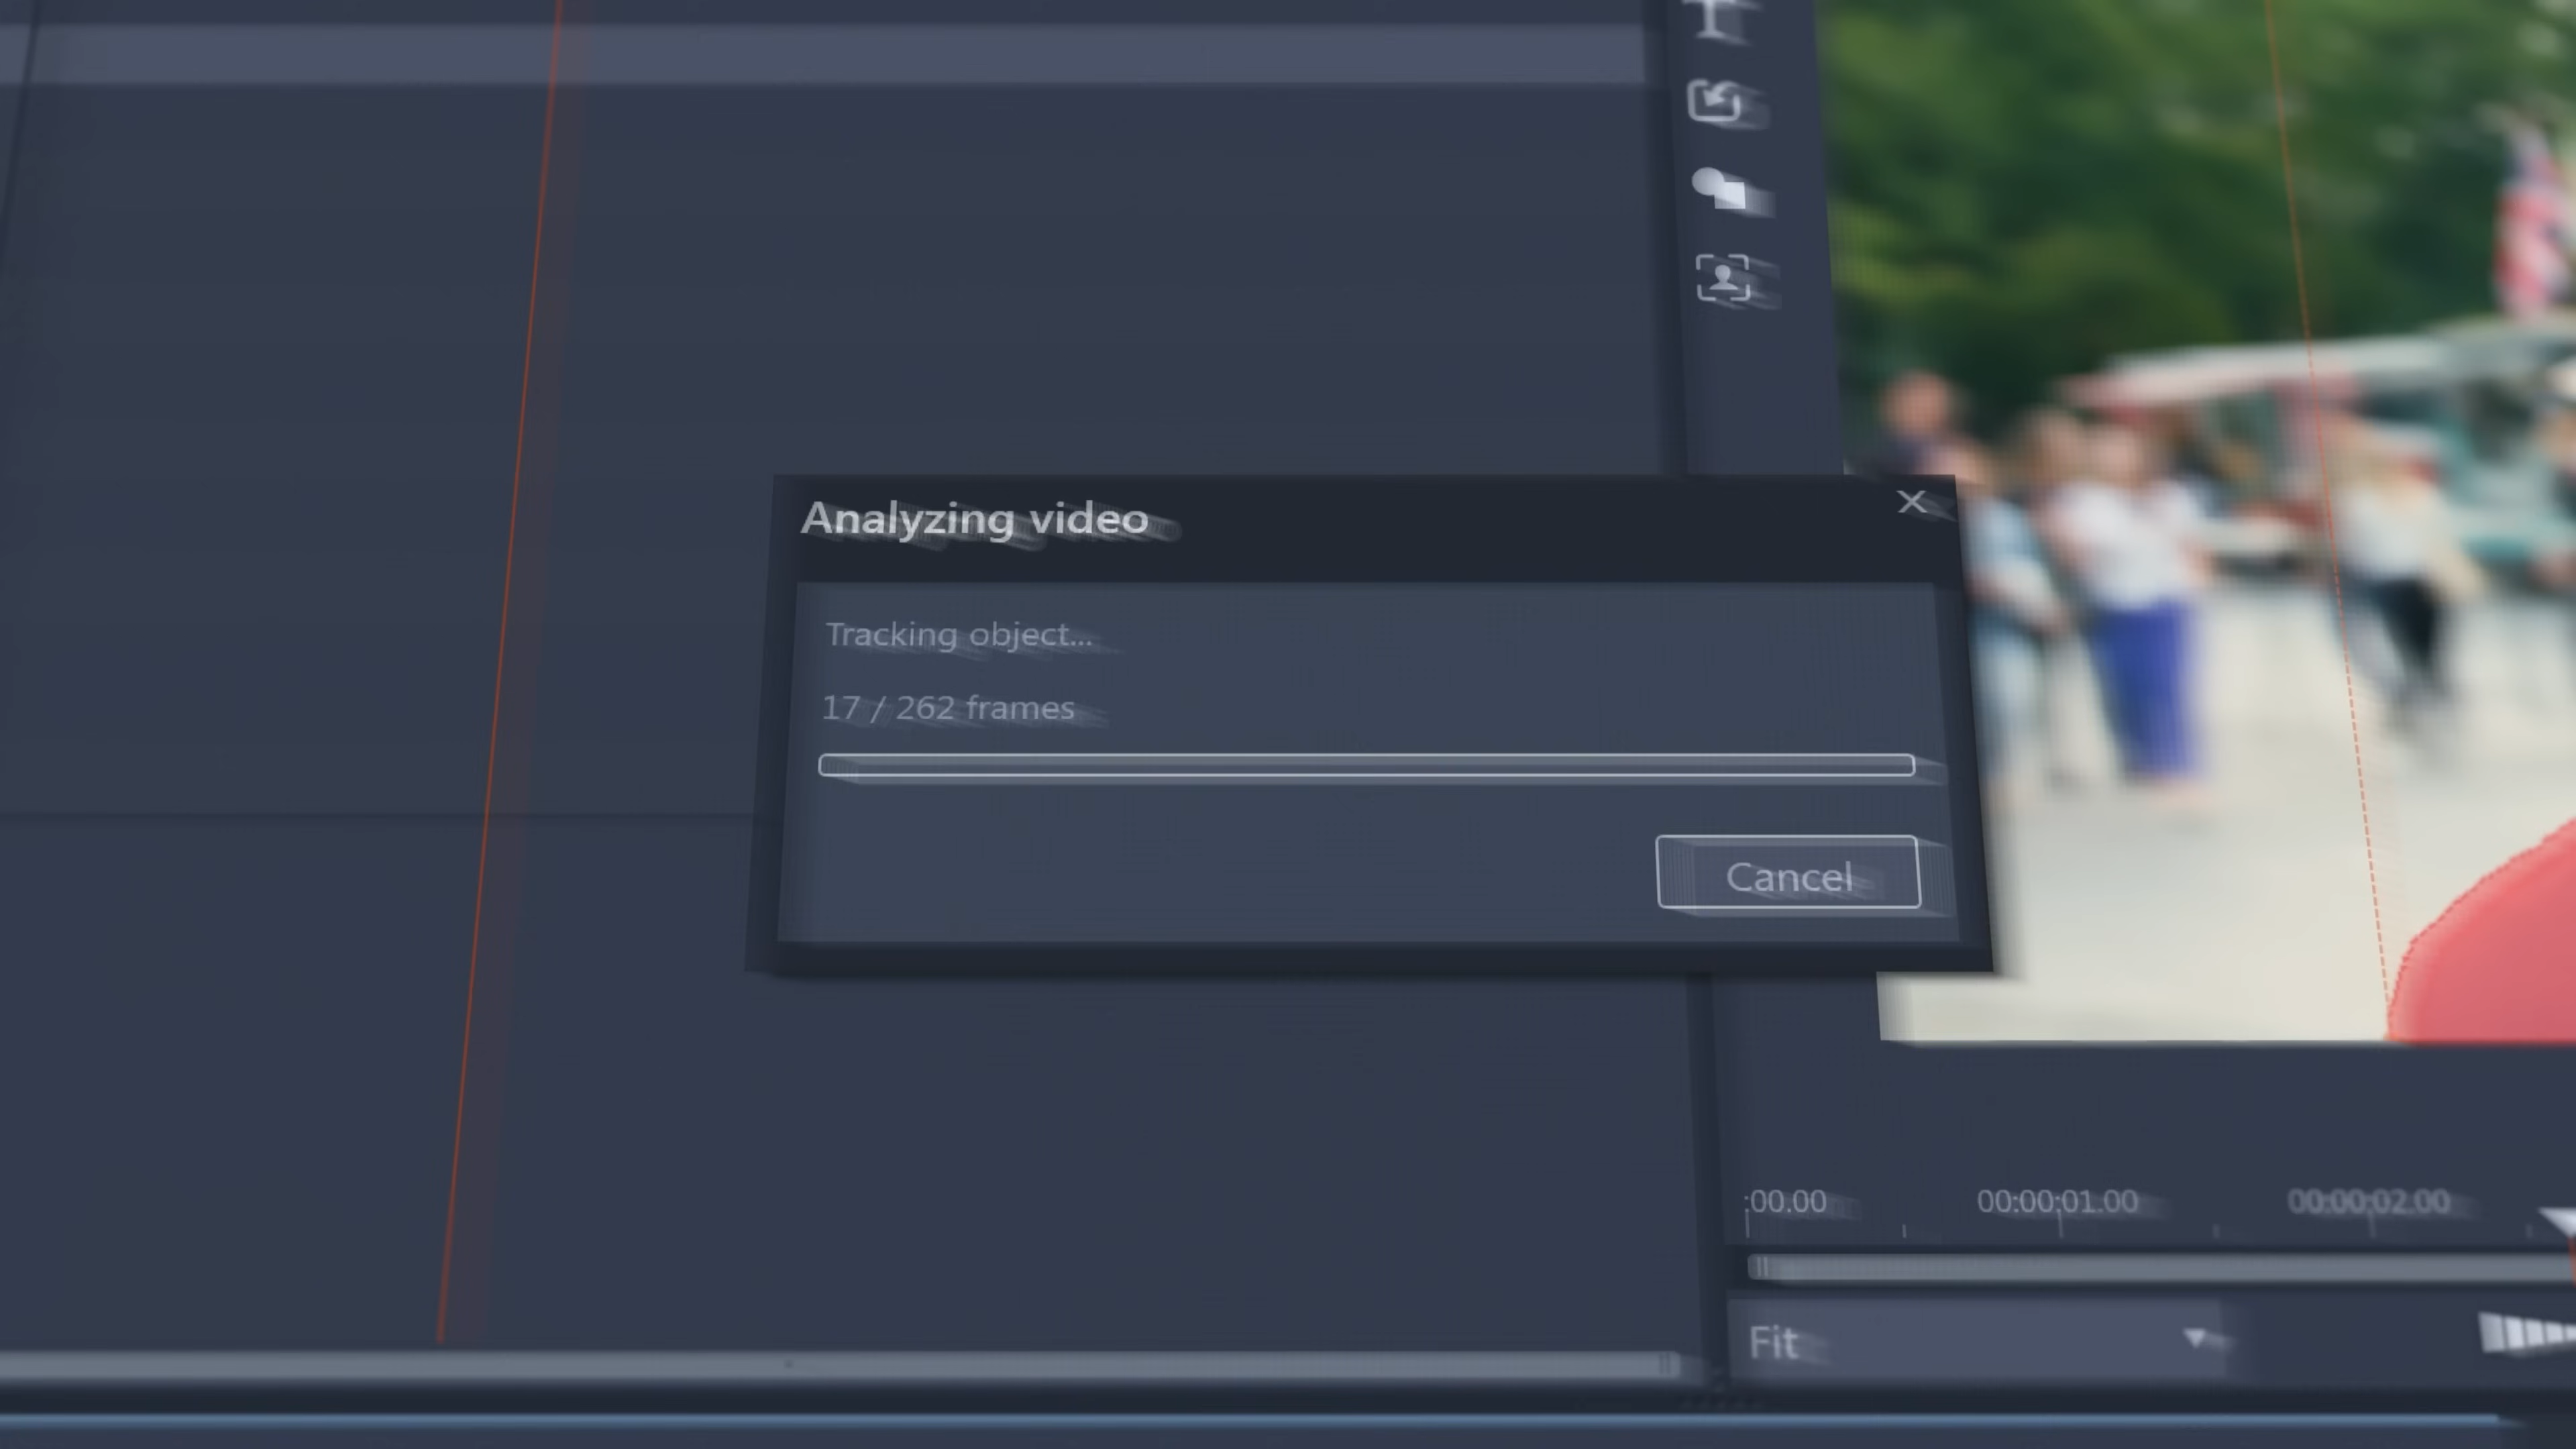 Analyzing video
Tracking object...
17 / 262 frames
Cancel
:00.00 00:00:01.00 00:00:02.00
Fit